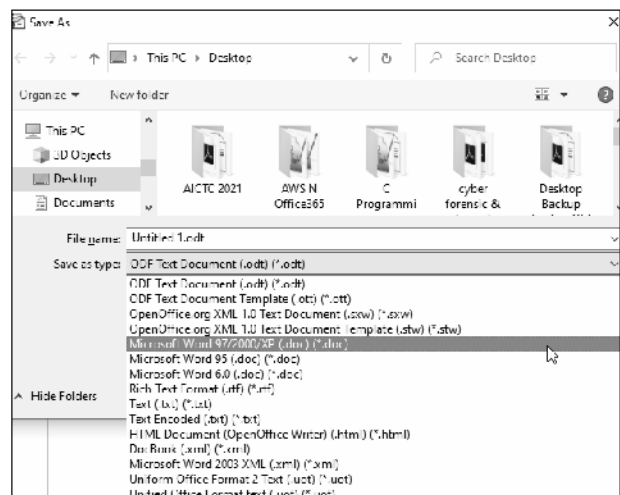 Save As
This PC › Desktop
Search Desktop
Organize
New folder
This PC
3D Objects
Desktop
Documents
AICTC 2021
AWS N
Office365
C
Programmi
cyber
forensic &
Desktop
Backup
File name: Untitled 1.odt
Save as type: ODF Text Document (.odt) (*.odt)
ODF Text Document (.odt) (*.odt)
ODF Text Document Template (.ott) (*.ott)
OpenOffice.org XML 1.0 Text Document (.sxw) (*.sxw)
OpenOffice.org XML 1.0 Text Document Template (.stw) (*.stw)
Microsoft Word 97/2000/XP (.doc) (*.doc)
Microsoft Word 95 (.doc) (*.doc)
Microsoft Word 6.0 (.doc) (*.doc)
Rich Text Format (.rtf) (*.rtf)
Text (.txt) (*.txt)
Text Encoded (.txt) (*.txt)
HTML Document (OpenOffice Writer) (.html) (*.html)
DocBook (.xml) (*.xml)
Microsoft Word 2003 XML (.xml) (*.xml)
Uniform Office Format 2 Text (.uot) (*.uot)
Unified Office Format text (.uot) (*.uot)
Hide Folders